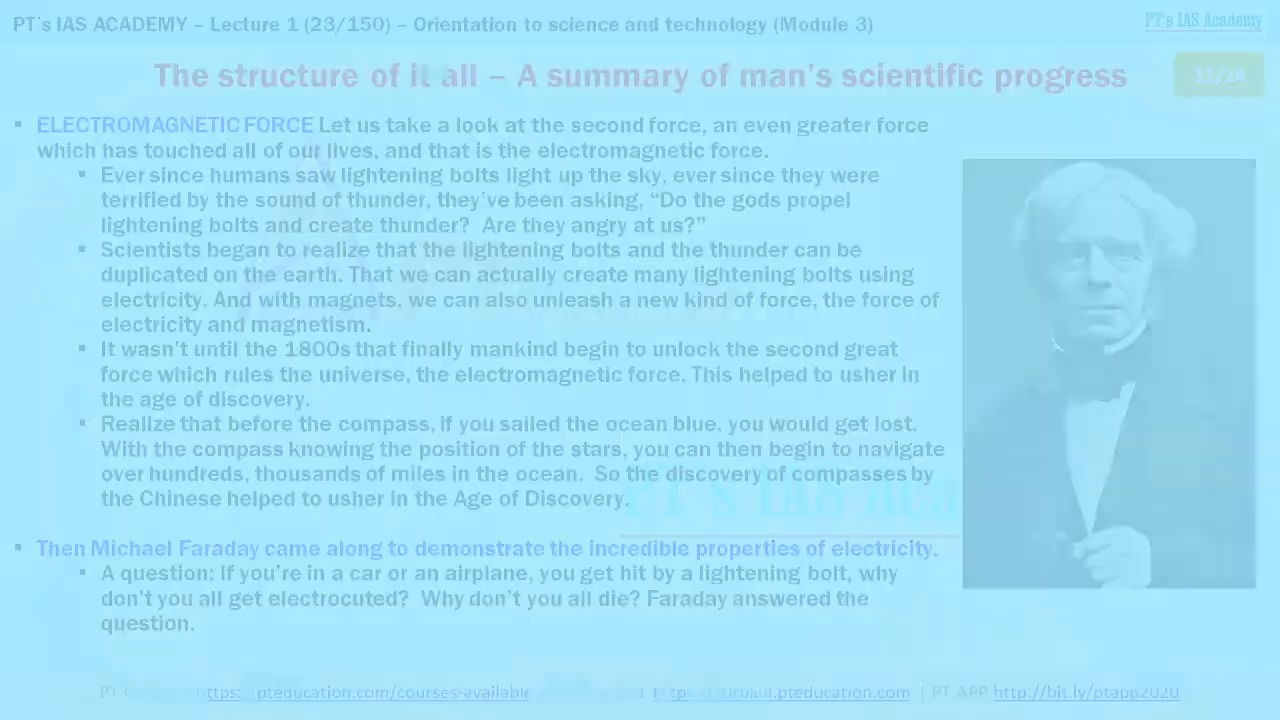 PT's IAS ACADEMY – Lecture 1 (23/150) – Orientation to science and technology (Module 3)
PT's IAS Academy
The structure of it all – A summary of man's scientific progress
11/24
▪ ELECTROMAGNETIC FORCE Let us take a look at the second force, an even greater force
which has touched all of our lives, and that is the electromagnetic force.
▪ Ever since humans saw lightening bolts light up the sky, ever since they were
terrified by the sound of thunder, they've been asking, “Do the gods propel
lightening bolts and create thunder?  Are they angry at us?”
▪ Scientists began to realize that the lightening bolts and the thunder can be
duplicated on the earth. That we can actually create many lightening bolts using
electricity. And with magnets, we can also unleash a new kind of force, the force of
electricity and magnetism.
▪ It wasn't until the 1800s that finally mankind begin to unlock the second great
force which rules the universe, the electromagnetic force. This helped to usher in
the age of discovery.
▪ Realize that before the compass, if you sailed the ocean blue, you would get lost.
With the compass knowing the position of the stars, you can then begin to navigate
over hundreds, thousands of miles in the ocean.  So the discovery of compasses by
the Chinese helped to usher in the Age of Discovery.
PT's IAS Aca
▪ Then Michael Faraday came along to demonstrate the incredible properties of electricity.
▪ A question: If you're in a car or an airplane, you get hit by a lightening bolt, why
don't you all get electrocuted?  Why don't you all die? Faraday answered the
question.
PT pteducation.com/courses-available | .pteducation.com | PT APP http://bit.ly/ptapp2020